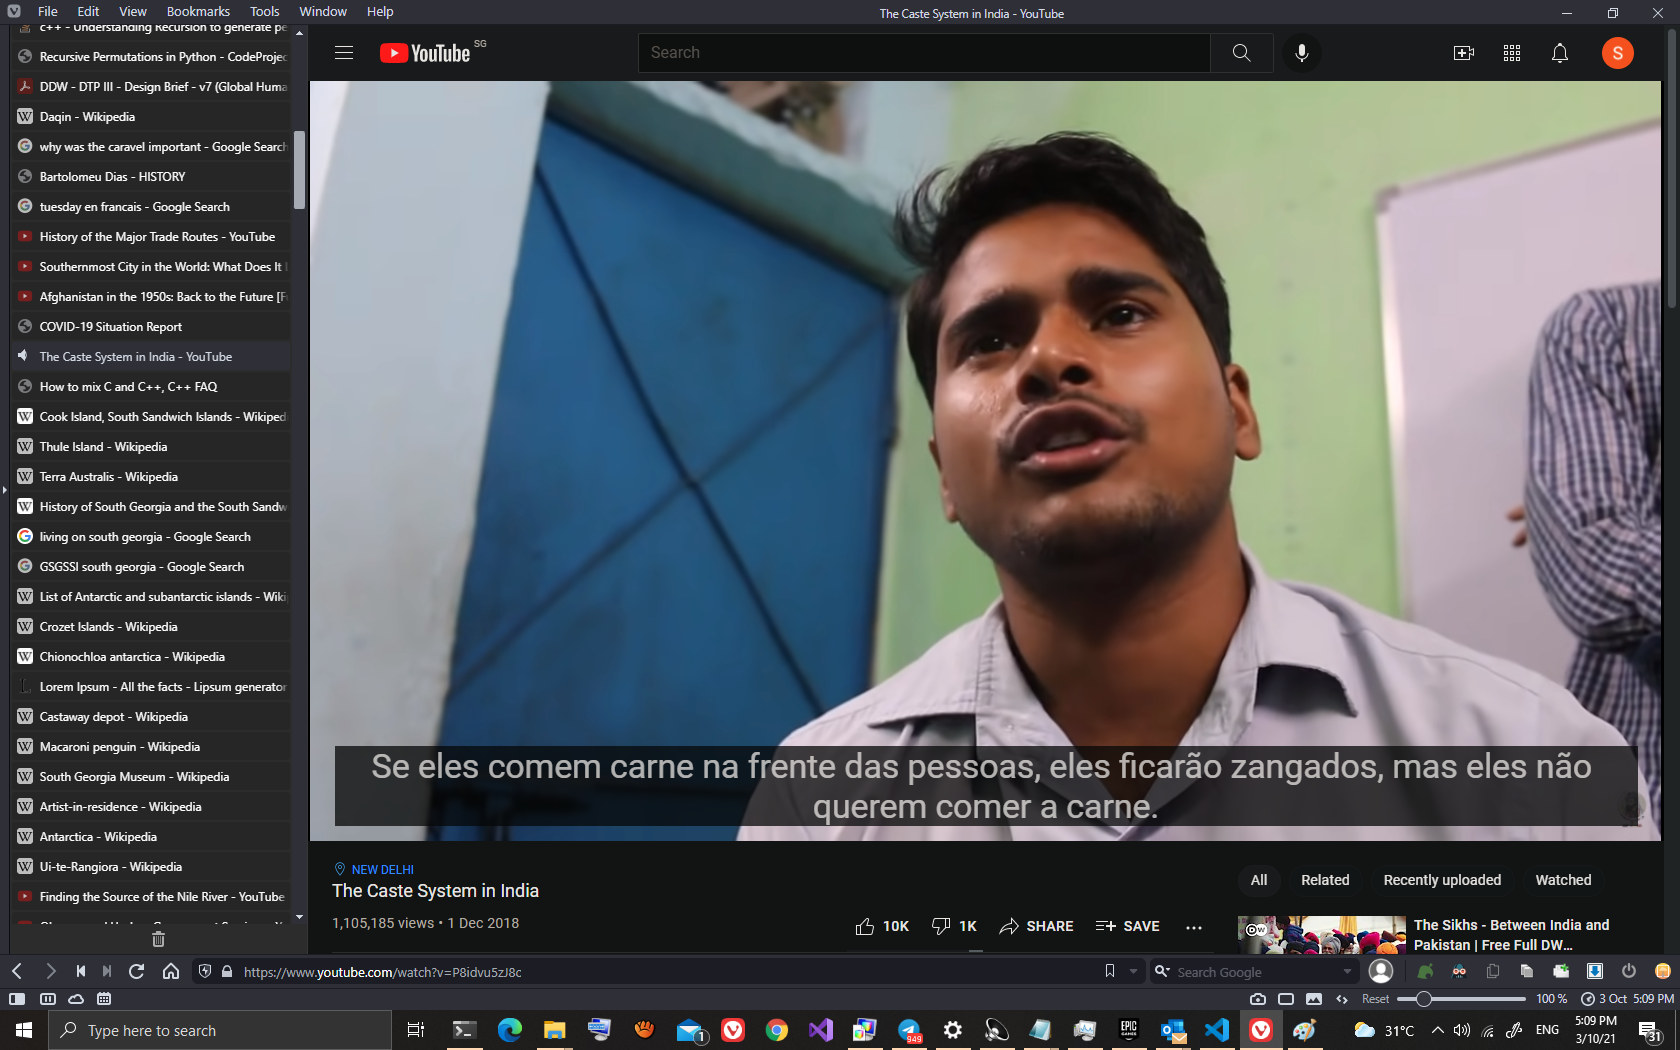 File Edit View Bookmarks Tools Window Help
The Caste System in India - YouTube
c++ - Understanding Recursion to generate pe
Recursive Permutations in Python - CodeProjec
DDW - DTP III - Design Brief - v7 (Global Huma
Daqin - Wikipedia
why was the caravel important - Google Search
Bartolomeu Dias - HISTORY
tuesday en francais - Google Search
History of the Major Trade Routes - YouTube
Southernmost City in the World: What Does It
Afghanistan in the 1950s: Back to the Future [F
COVID-19 Situation Report
The Caste System in India - YouTube
How to mix C and C++, C++ FAQ
Cook Island, South Sandwich Islands - Wikiped
Thule Island - Wikipedia
Terra Australis - Wikipedia
History of South Georgia and the South Sandw
living on south georgia - Google Search
GSGSSI south georgia - Google Search
List of Antarctic and subantarctic islands - Wiki
Crozet Islands - Wikipedia
Chionochloa antarctica - Wikipedia
Lorem Ipsum - All the facts - Lipsum generator
Castaway depot - Wikipedia
Macaroni penguin - Wikipedia
South Georgia Museum - Wikipedia
Artist-in-residence - Wikipedia
Antarctica - Wikipedia
Ui-te-Rangiora - Wikipedia
Finding the Source of the Nile River - YouTube
YouTube SG
Search
S
Se eles comem carne na frente das pessoas, eles ficarão zangados, mas eles não
querem comer a carne.
NEW DELHI
The Caste System in India
1,105,185 views • 1 Dec 2018
10K 1K SHARE SAVE
All Related Recently uploaded Watched
DW
The Sikhs - Between India and
Pakistan | Free Full DW...
https://www.youtube.com/watch?v=P8idvu5zJ8c
Search Google
Reset 100 % 3 Oct 5:09 PM
Type here to search
1
949
EPIC
GAMES
31°C
ENG
5:09 PM
3/10/21
31